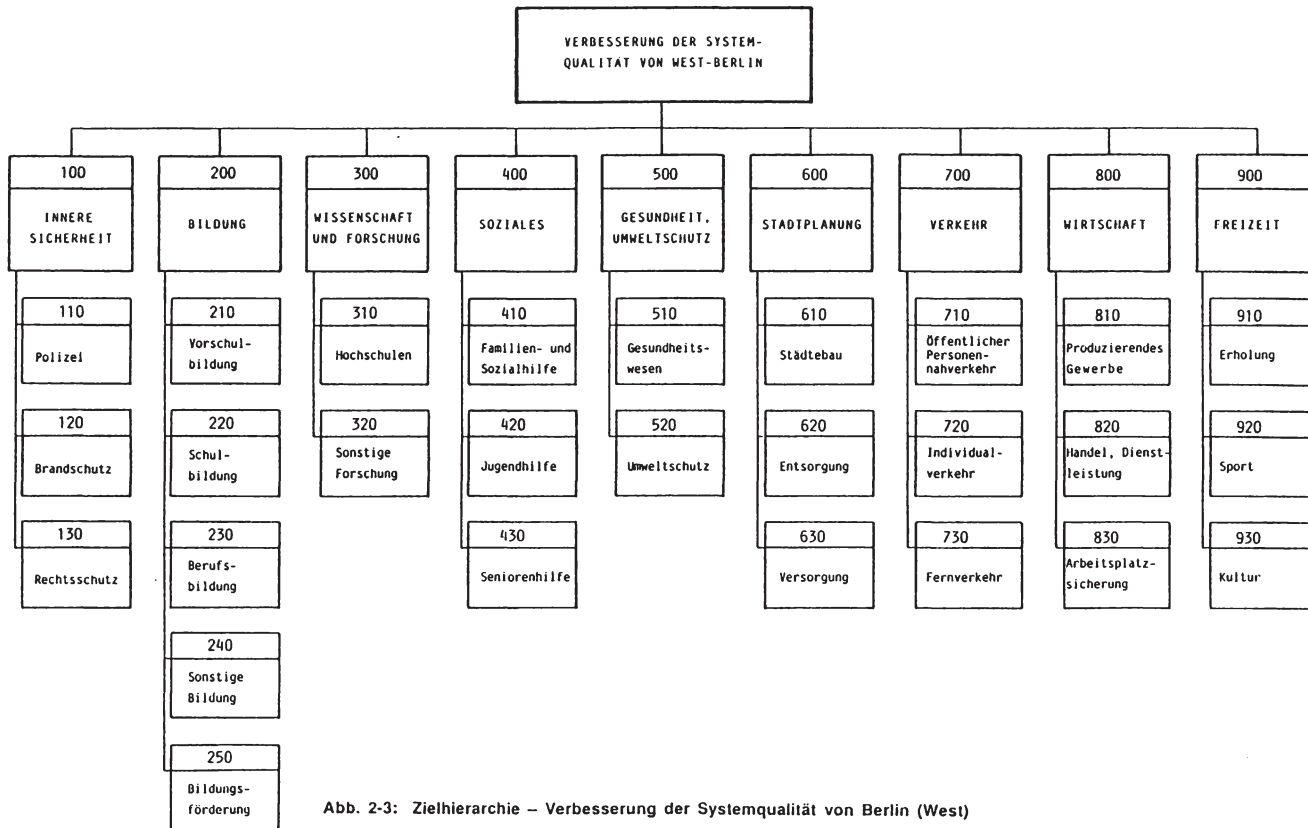 VERBESSERUNG DER SYSTEM-
QUALITÄT VON WEST-BERLIN
100
INNERE
SICHERHEIT
110
Polizei
120
Brandschutz
130
Rechtsschutz
200
BILDUNG
210
Vorschul-
bildung
220
Schul-
bildung
230
Berufs-
bildung
240
Sonstige
Bildung
250
Bildungs-
förderung
300
WISSENSCHAFT
UND FORSCHUNG
310
Hochschulen
320
Sonstige
Forschung
400
SOZIALES
410
Familien- und
Sozialhilfe
420
Jugendhilfe
430
Seniorenhilfe
500
GESUNDHEIT,
UMWELTSCHUTZ
510
Gesundheits-
wesen
520
Umweltschutz
600
STADTPLANUNG
610
Städtebau
620
Entsorgung
630
Versorgung
700
VERKEHR
710
Öffentlicher
Personen-
nahverkehr
720
Individual-
verkehr
730
Fernverkehr
800
WIRTSCHAFT
810
Produzierendes
Gewerbe
820
Handel, Dienst-
leistung
830
Arbeitsplatz-
sicherung
900
FREIZEIT
910
Erholung
920
Sport
930
Kultur
Abb. 2-3: Zielhierarchie – Verbesserung der Systemqualität von Berlin (West)